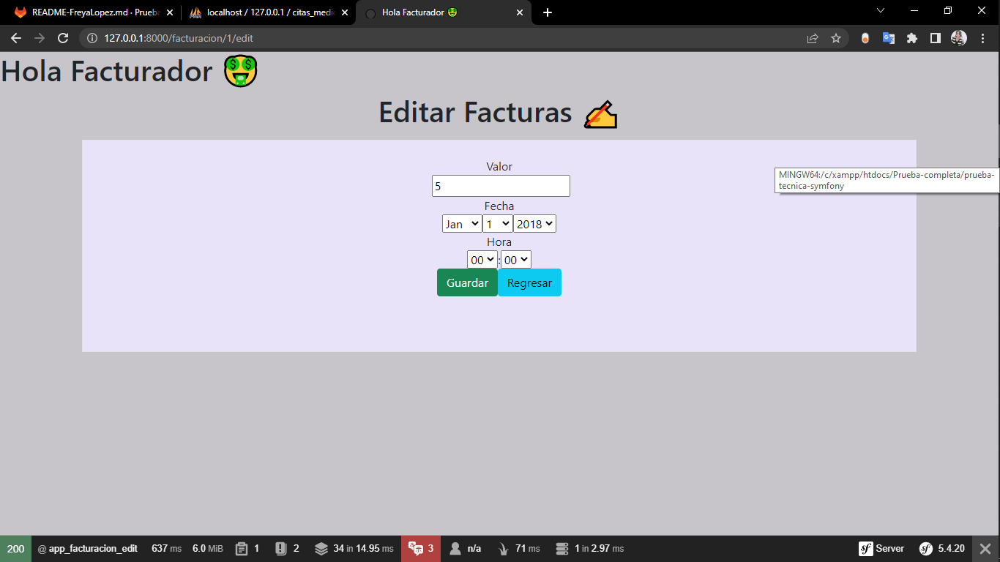 README-FreyaLopez.md · Prueb
localhost / 127.0.0.1 / citas_medi
Hola Facturador 🤑
127.0.0.1:8000/facturacion/1/edit
Hola Facturador 🤑
Editar Facturas ✍
Valor
5
Fecha
Jan 1 2018
Hora
00 : 00
Guardar Regresar
MINGW64:/c/xampp/htdocs/Prueba-completa/prueba-
tecnica-symfony
200 @ app_facturacion_edit 637 ms 6.0 MiB 1 2 34 in 14.95 ms 3 n/a 71 ms 1 in 2.97 ms sf Server sf 5.4.20